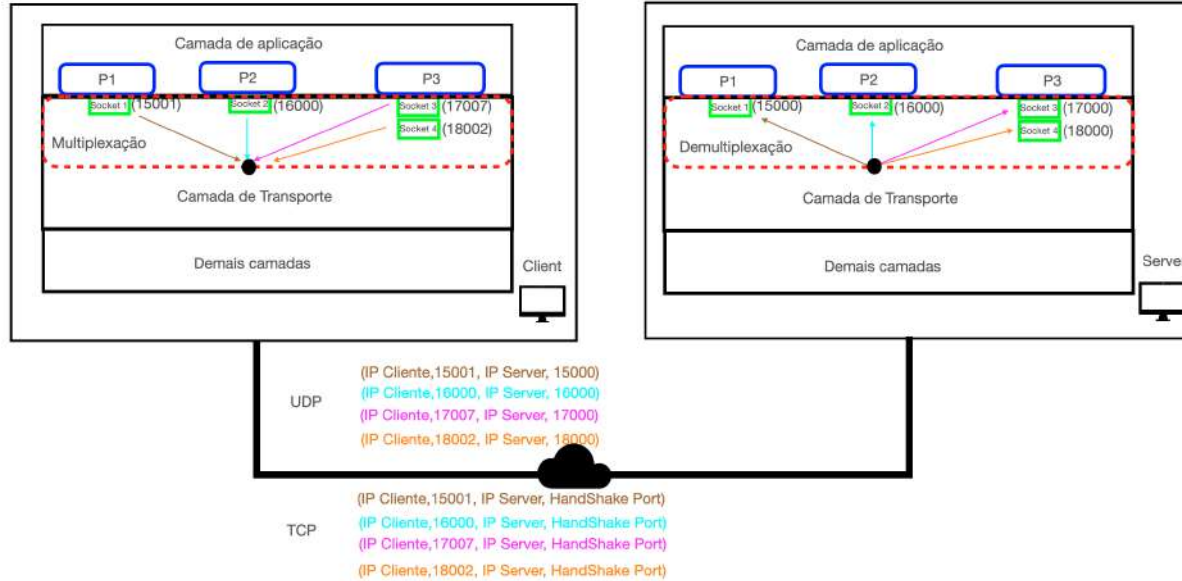 Camada de aplicação
P1
P2
P3
Socket 1 (15001)
Socket 2 (16000)
Socket 3 (17007)
Socket 4 (18002)
Multiplexação
Camada de Transporte
Demais camadas
Client
Camada de aplicação
P1
P2
P3
Socket 1 (15000)
Socket 2 (16000)
Socket 3 (17000)
Socket 4 (18000)
Demultiplexação
Camada de Transporte
Demais camadas
Server
UDP
(IP Cliente,15001, IP Server, 15000)
(IP Cliente,16000, IP Server, 16000)
(IP Cliente,17007, IP Server, 17000)
(IP Cliente,18002, IP Server, 18000)
TCP
(IP Cliente,15001, IP Server, HandShake Port)
(IP Cliente,16000, IP Server, HandShake Port)
(IP Cliente,17007, IP Server, HandShake Port)
(IP Cliente,18002, IP Server, HandShake Port)